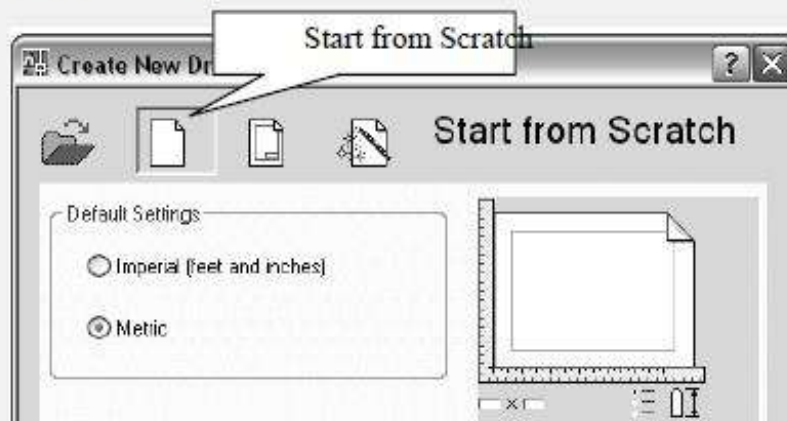 Start from Scratch
Create New Dr
?
Start from Scratch
Default Settings
Imperial (feet and inches)
Metric